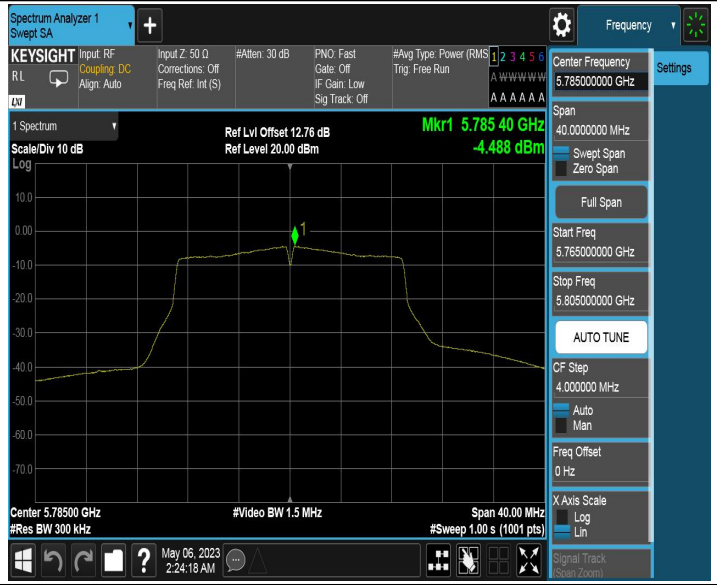 Spectrum Analyzer 1
Swept SA
Frequency
KEYSIGHT
RL
LXI
Input: RF
Coupling: DC
Align: Auto
Input Z: 50 Ω
Corrections: Off
Freq Ref: Int (S)
#Atten: 30 dB
PNO: Fast
Gate: Off
IF Gain: Low
Sig Track: Off
#Avg Type: Power (RMS
Trig: Free Run
1 2 3 4 5 6
A W W W W W
A A A A A A
Center Frequency
5.785000000 GHz
Settings
Span
40.0000000 MHz
Swept Span
Zero Span
Full Span
Start Freq
5.765000000 GHz
Stop Freq
5.805000000 GHz
AUTO TUNE
CF Step
4.000000 MHz
Auto
Man
Freq Offset
0 Hz
X Axis Scale
Log
Lin
Signal Track
(Span Zoom)
1 Spectrum
Scale/Div 10 dB
Log
Ref Lvl Offset 12.76 dB
Ref Level 20.00 dBm
Mkr1 5.785 40 GHz
-4.488 dBm
1
10.0
0.00
-10.0
-20.0
-30.0
-40.0
-50.0
-60.0
-70.0
Center 5.78500 GHz
#Res BW 300 kHz
#Video BW 1.5 MHz
Span 40.00 MHz
#Sweep 1.00 s (1001 pts)
?
May 06, 2023
2:24:18 AM